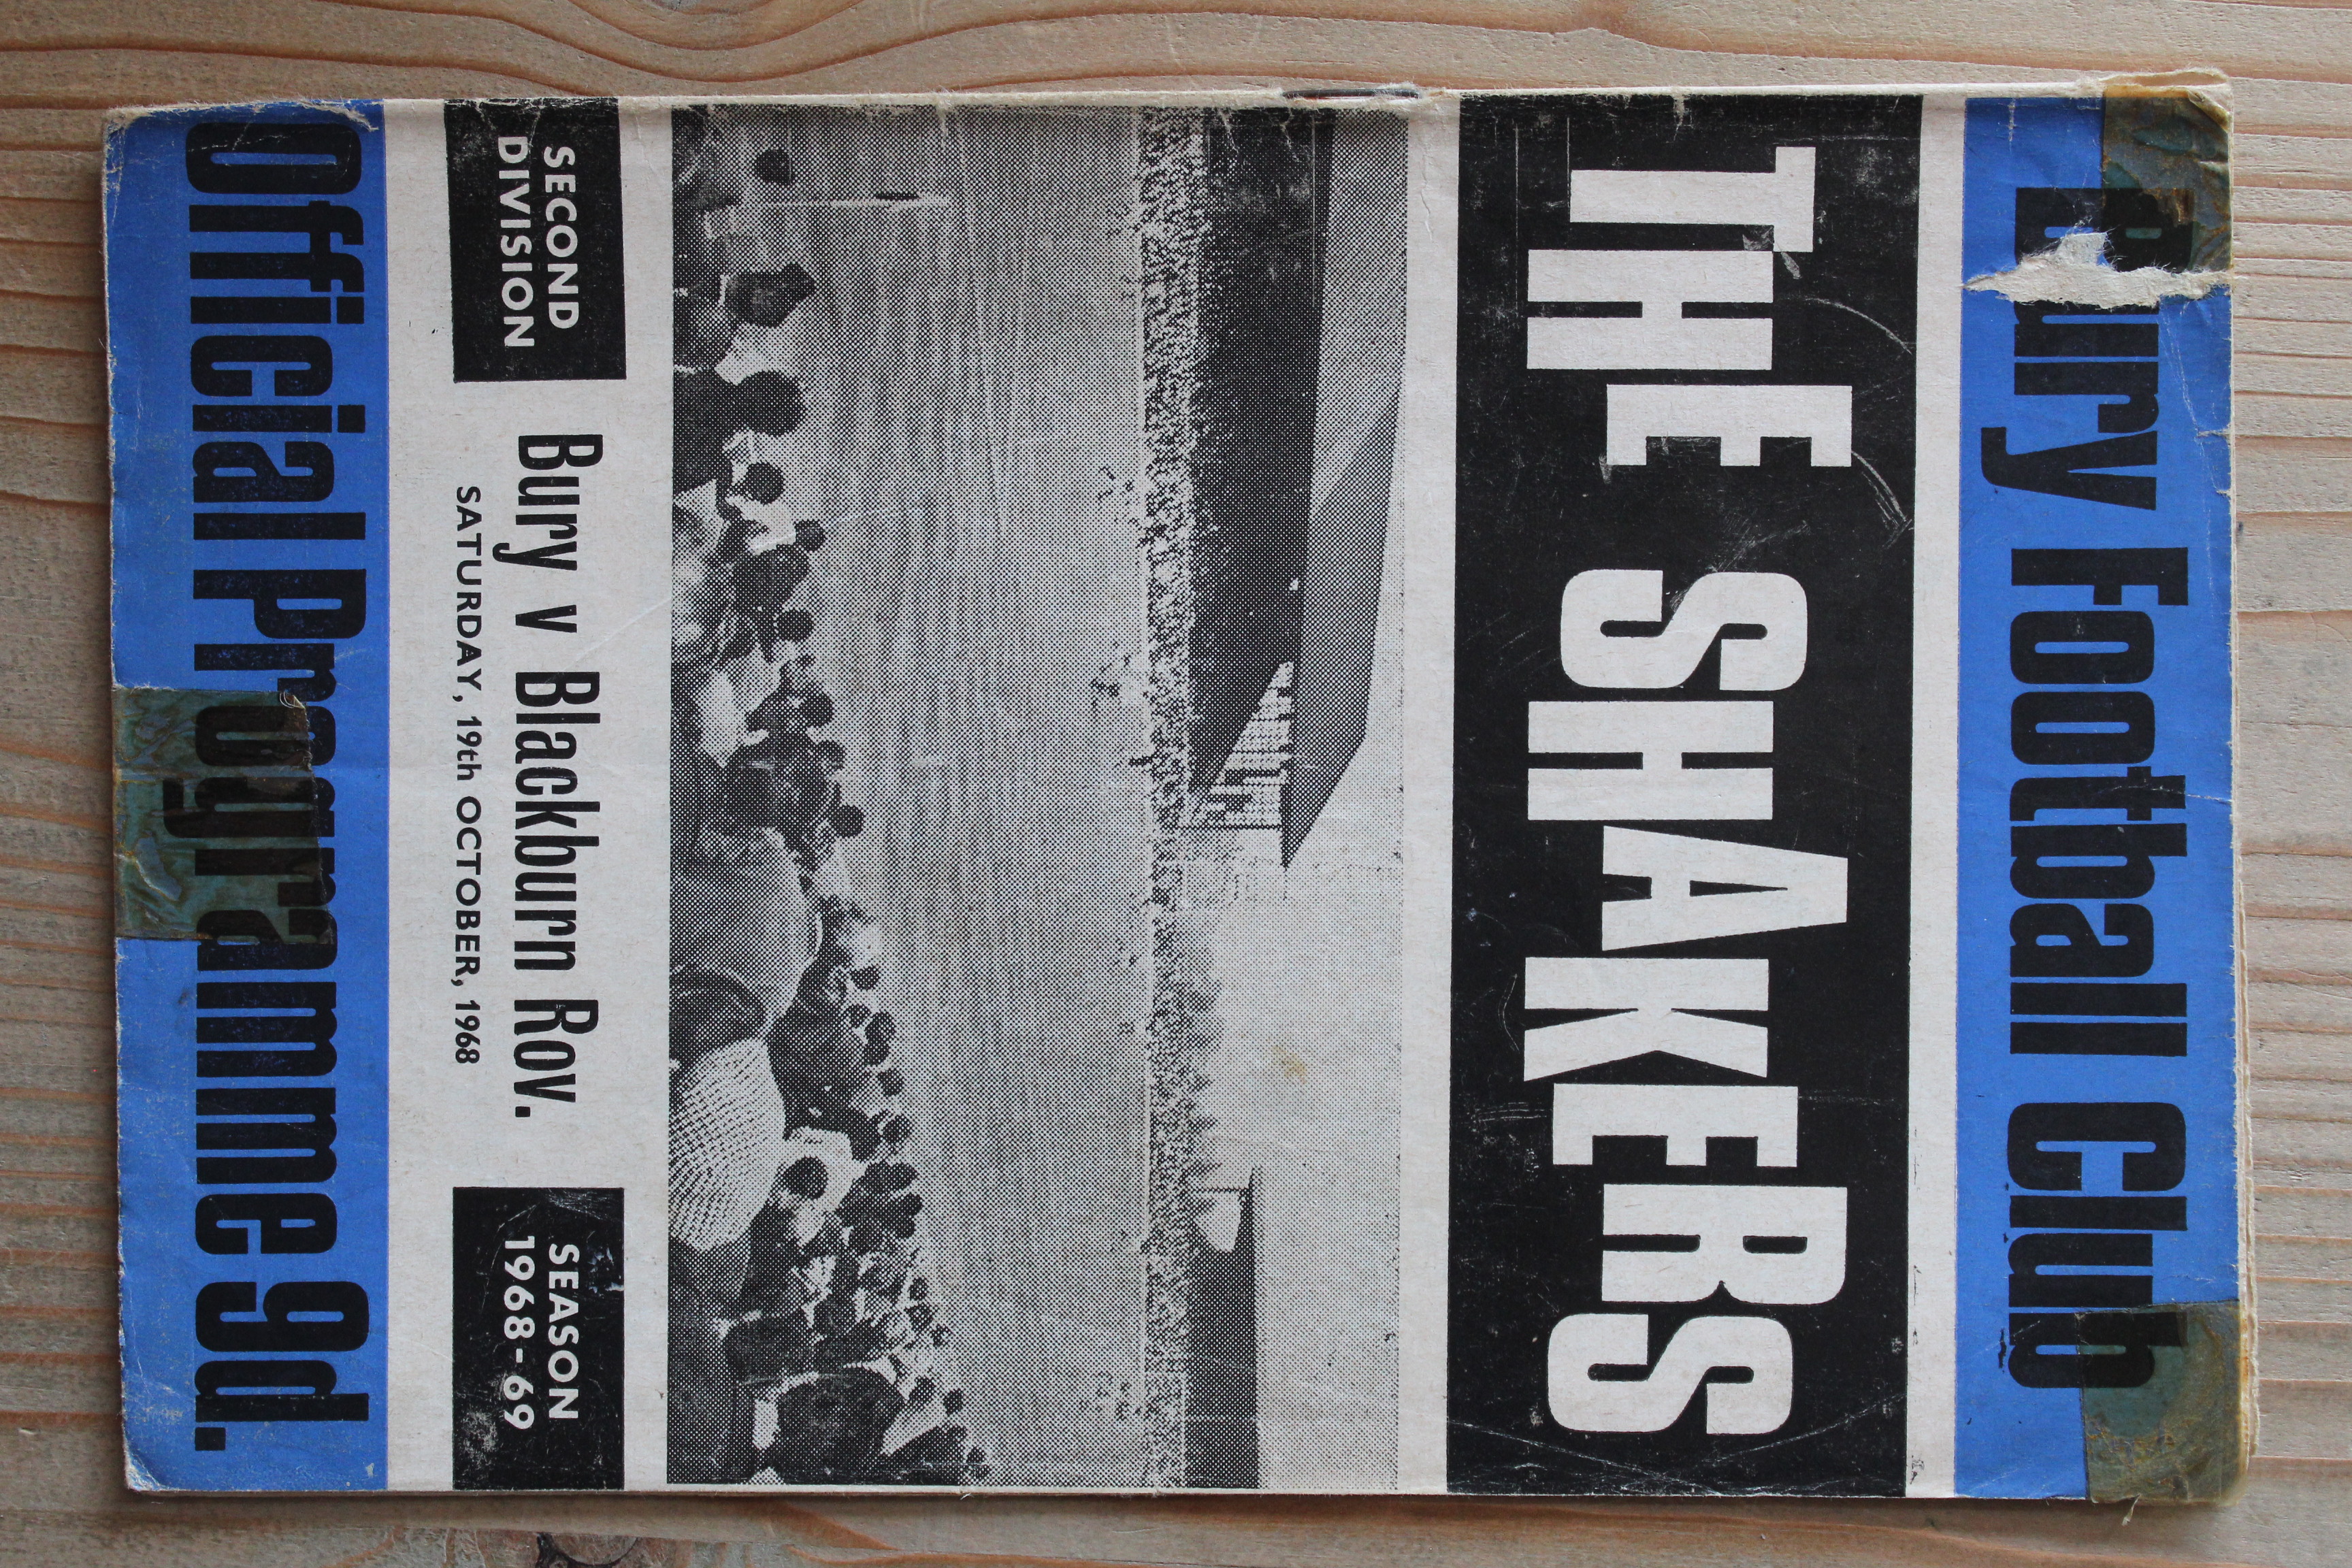 Bury Football Club
THE SHAKERS
SECOND
DIVISION
Bury v Blackburn Rov.
SATURDAY, 19th OCTOBER, 1968
SEASON
1968-69
Official Programme 9d.